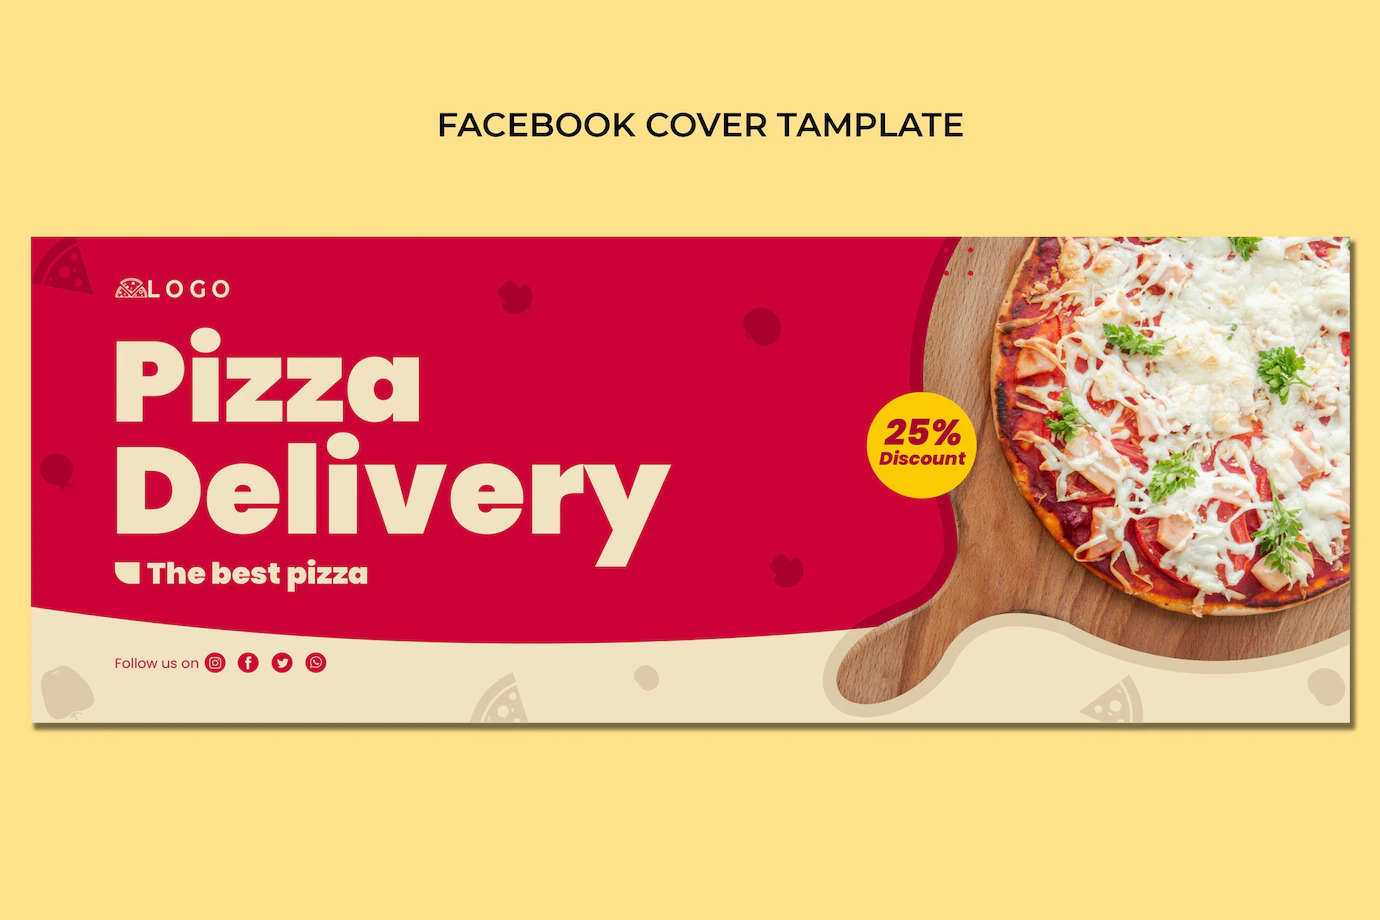 FACEBOOK COVER TAMPLATE
LOGO
Pizza
Delivery
The best pizza
25%
Discount
Follow us on